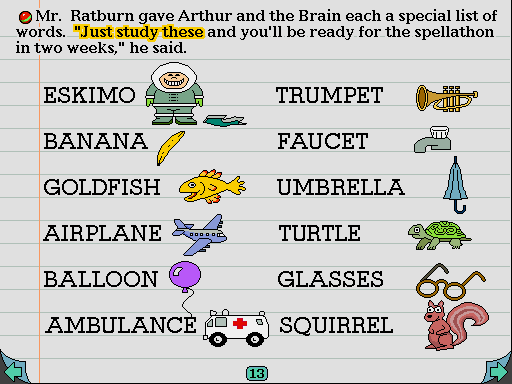 Mr. Ratburn gave Arthur and the Brain each a special list of
words. "Just study these and you'll be ready for the spellathon
in two weeks," he said.
ESKIMO
TRUMPET
BANANA
FAUCET
GOLDFISH
UMBRELLA
AIRPLANE
TURTLE
BALLOON
GLASSES
AMBULANCE
SQUIRREL
13